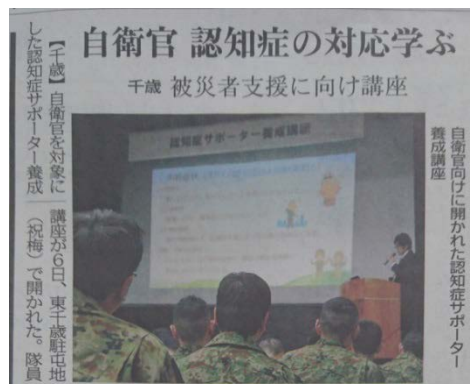 自衛官 認知症の対応学ぶ
千歳 被災者支援に向け講座
【千歳】自衛官を対象に
した認知症サポーター養成
講座が6日、東千歳駐屯地
（祝梅）で開かれた。隊員
認知症サポーター養成講座
自衛官向けに開かれた認知症サポーター
養成講座